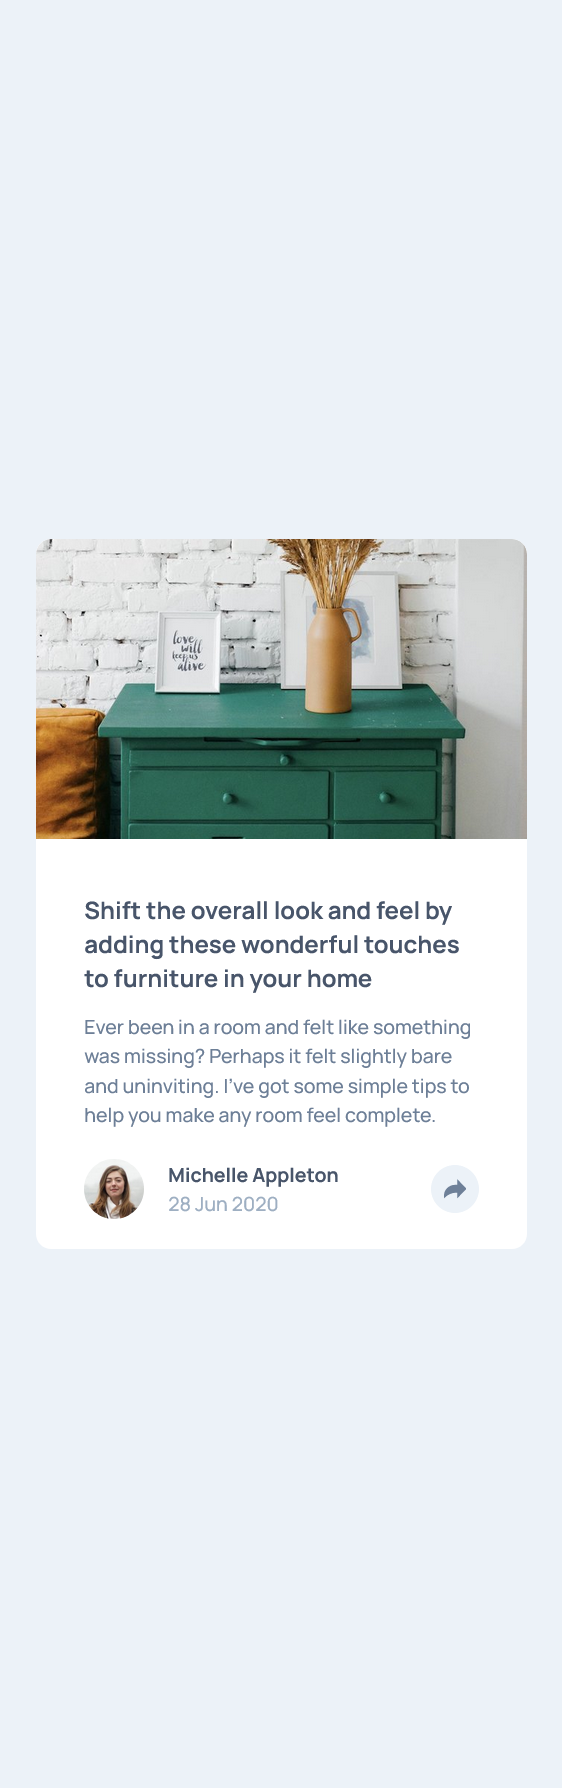 love
will
keep us
alive
Shift the overall look and feel by
adding these wonderful touches
to furniture in your home
Ever been in a room and felt like something
was missing? Perhaps it felt slightly bare
and uninviting. I’ve got some simple tips to
help you make any room feel complete.
Michelle Appleton
28 Jun 2020